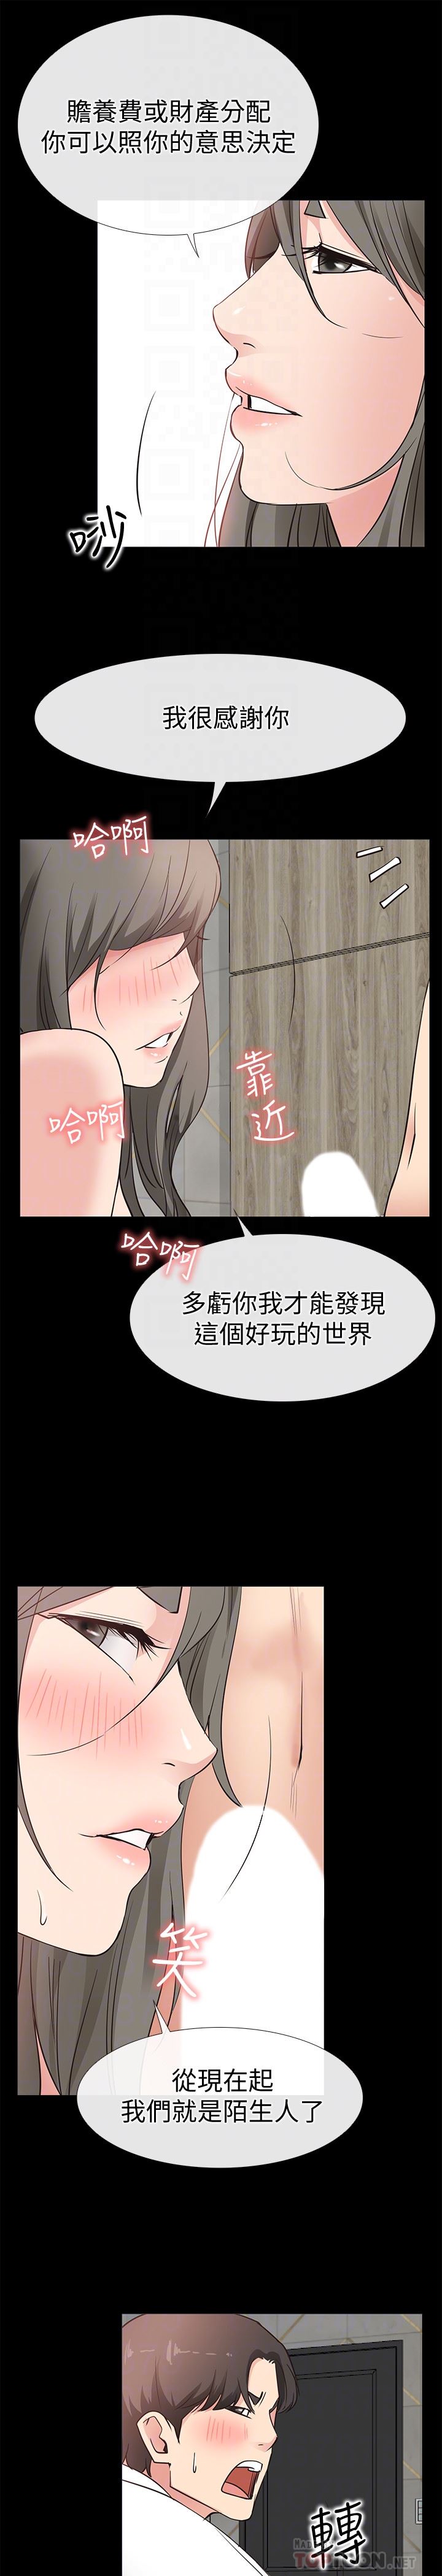 贍養費或財產分配
你可以照你的意思決定
唦
我很感謝你
哈啊
靠近
哈啊
哈啊
多虧你我才能發現
這個好玩的世界
笑
從現在起
我們就是陌生人了
轉
TOPTOON.NET